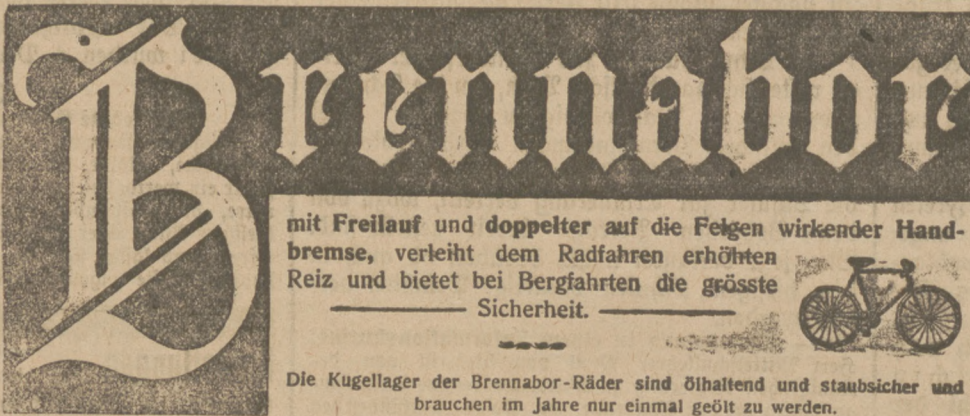 Brennabor
mit Freilauf und doppelter auf die Felgen wirkender Hand-
bremse, verleiht dem Radfahren erhöhten
Reiz und bietet bei Bergfahrten die grösste
Sicherheit.
Die Kugellager der Brennabor-Räder sind ölhaltend und staubsicher und
brauchen im Jahre nur einmal geölt zu werden.